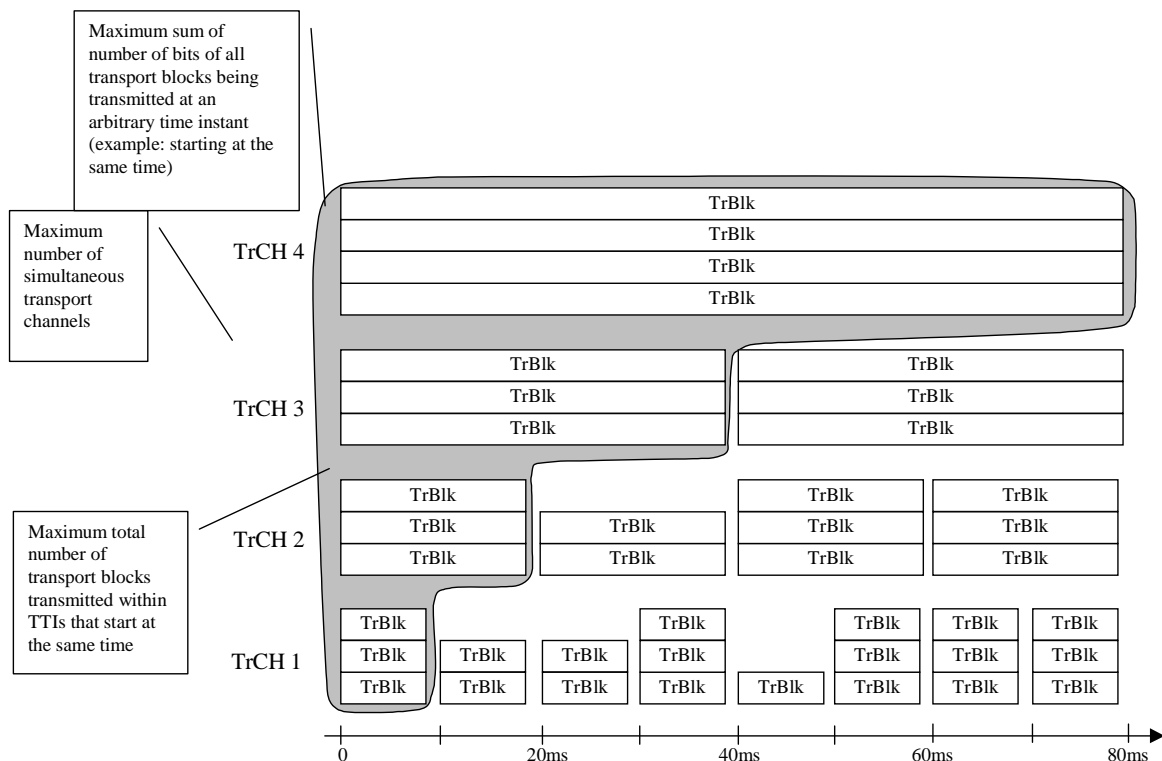 Maximum sum of
number of bits of all
transport blocks being
transmitted at an
arbitrary time instant
(example: starting at the
same time)
Maximum
number of
simultaneous
transport
channels
Maximum total
number of
transport blocks
transmitted within
TTIs that start at
the same time
TrCH 4
TrBlk
TrBlk
TrBlk
TrBlk
TrCH 3
TrBlk TrBlk
TrBlk TrBlk
TrBlk TrBlk
TrCH 2
TrBlk TrBlk TrBlk
TrBlk TrBlk TrBlk TrBlk
TrBlk TrBlk TrBlk TrBlk
TrCH 1
TrBlk TrBlk TrBlk TrBlk TrBlk
TrBlk TrBlk TrBlk TrBlk TrBlk TrBlk TrBlk
TrBlk TrBlk TrBlk TrBlk TrBlk TrBlk TrBlk TrBlk
0 20ms 40ms 60ms 80ms